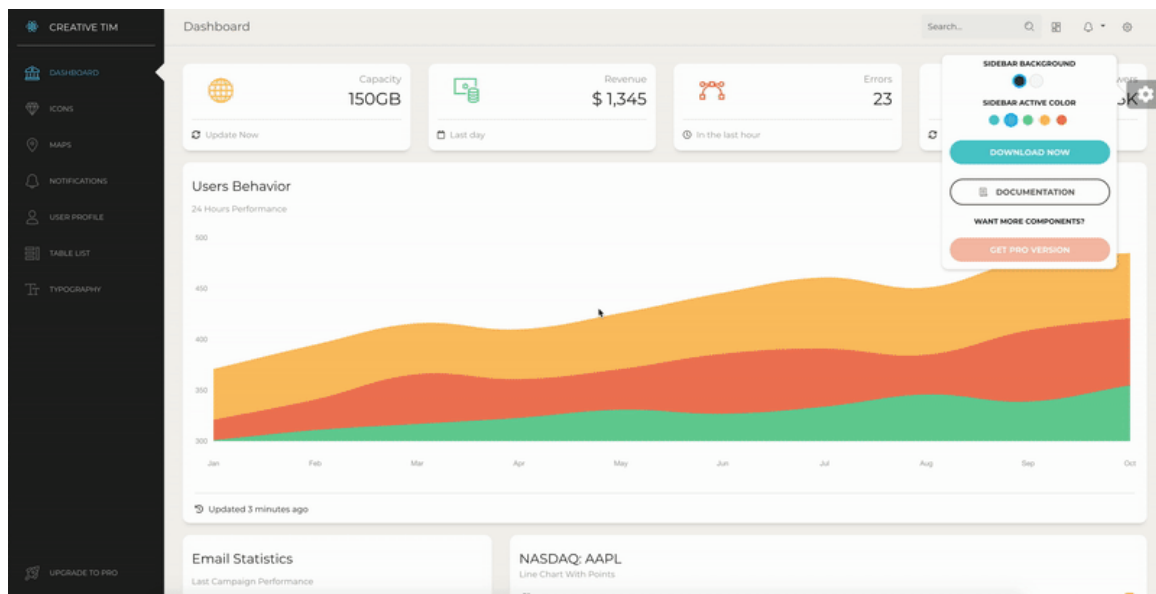 CREATIVE TIM
DASHBOARD
ICONS
MAPS
NOTIFICATIONS
USER PROFILE
TABLE LIST
TYPOGRAPHY
UPGRADE TO PRO
Dashboard
Search...
Capacity
150GB
Update Now
Revenue
$ 1,345
Last day
Errors
23
In the last hour
SIDEBAR BACKGROUND
SIDEBAR ACTIVE COLOR
DOWNLOAD NOW
DOCUMENTATION
WANT MORE COMPONENTS?
GET PRO VERSION
Users Behavior
24 Hours Performance
500
450
400
350
300
Jan Feb Mar Apr May Jun Jul Aug Sep Oct
Updated 3 minutes ago
Email Statistics
Last Campaign Performance
NASDAQ: AAPL
Line Chart With Points